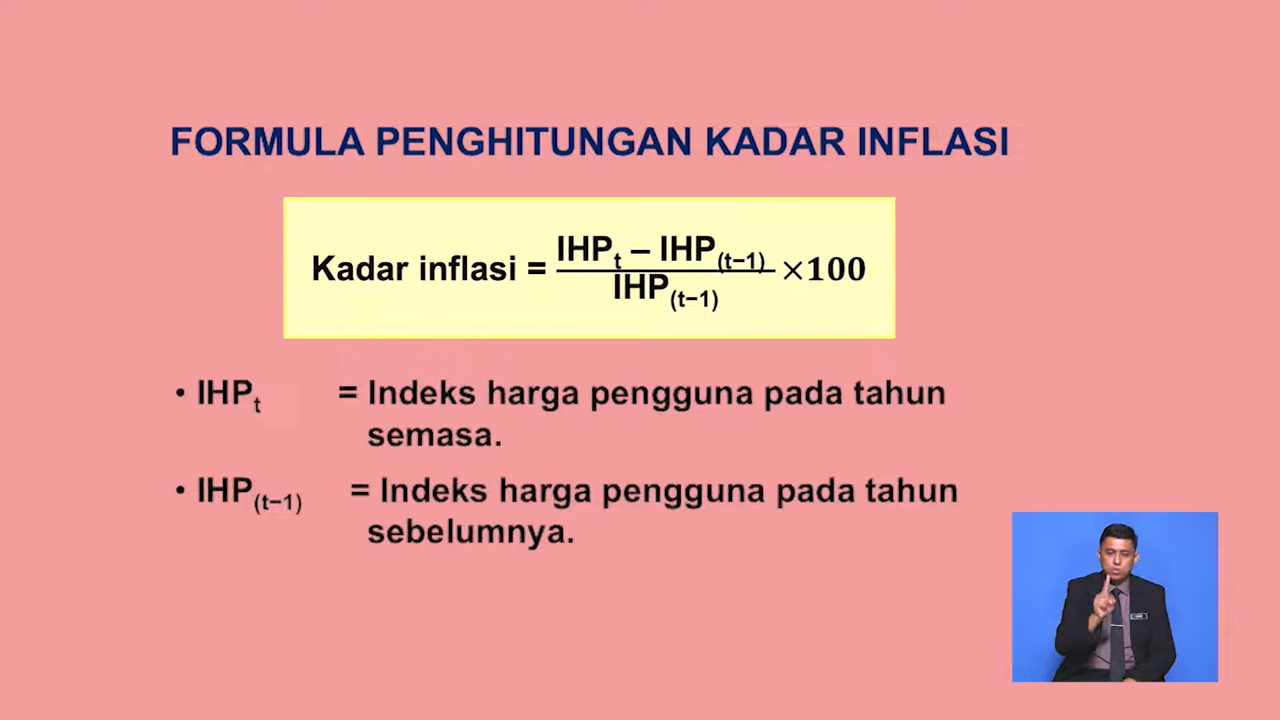 FORMULA PENGHITUNGAN KADAR INFLASI
Kadar inflasi = IHPt – IHP(t−1) / IHP(t−1) ×100
• IHPt = Indeks harga pengguna pada tahun
semasa.
• IHP(t−1) = Indeks harga pengguna pada tahun
sebelumnya.